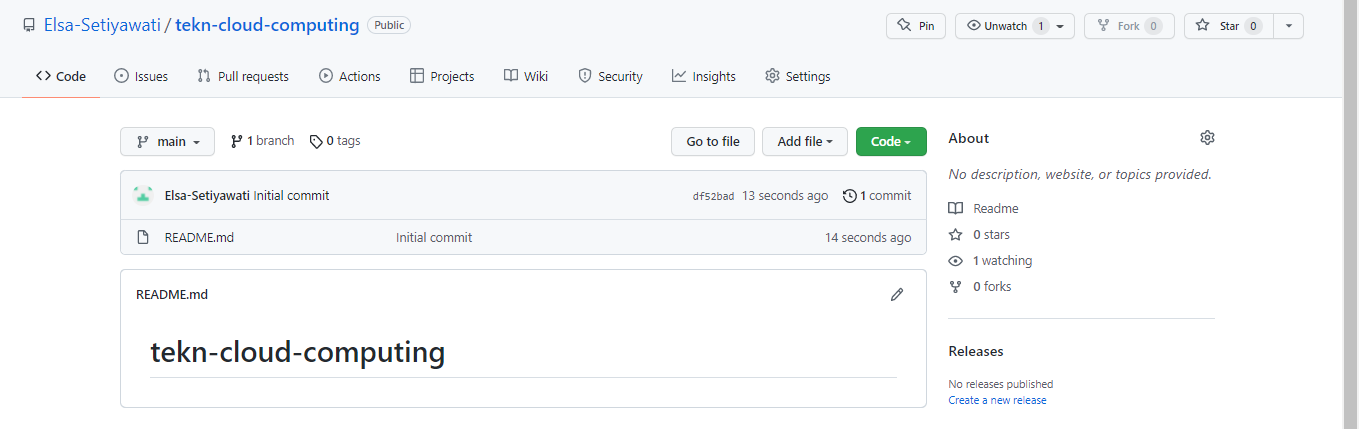 Elsa-Setiyawati / tekn-cloud-computing Public Pin Unwatch 1 Fork 0 Star 0
Code Issues Pull requests Actions Projects Wiki Security Insights Settings
main 1 branch 0 tags Go to file Add file Code
Elsa-Setiyawati Initial commit df52bad 13 seconds ago 1 commit
README.md Initial commit 14 seconds ago
README.md
tekn-cloud-computing
About
No description, website, or topics provided.
Readme
0 stars
1 watching
0 forks
Releases
No releases published
Create a new release